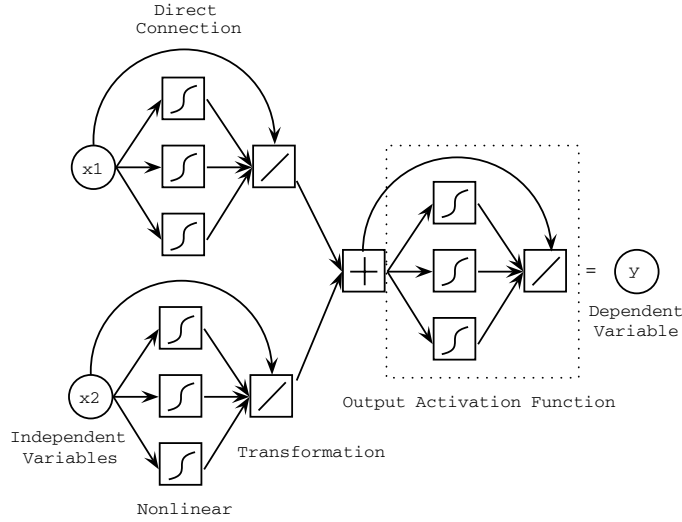 Direct
Connection
x1
x2
Independent
Variables
Nonlinear
Transformation
Output Activation Function
=
y
Dependent
Variable